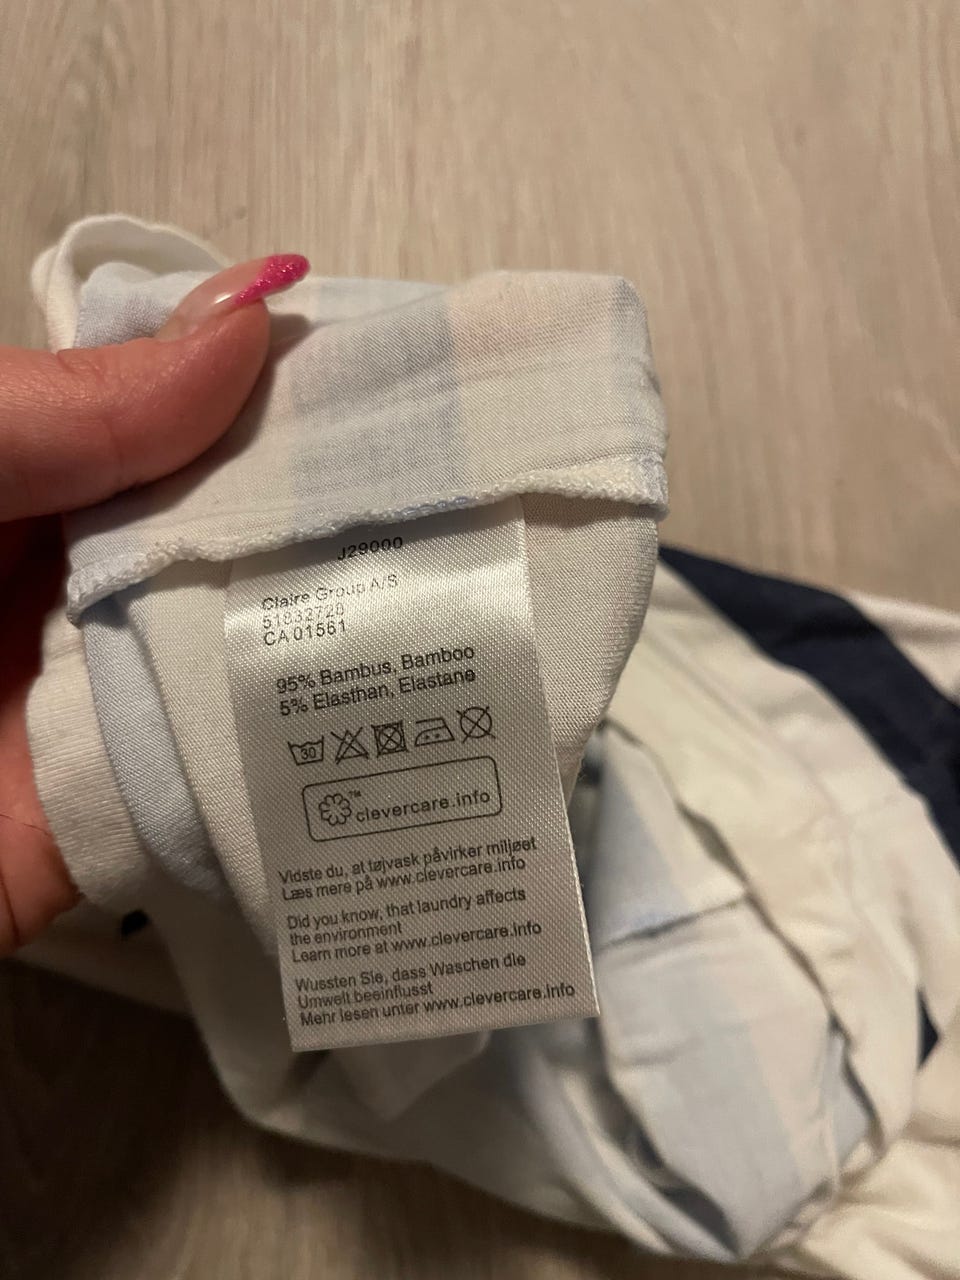 J29000
Claire Group A/S
51832728
CA 01561
95% Bambus, Bamboo
5% Elasthan, Elastane
30
™
clevercare.info
Vidste du, at tøjvask påvirker miljøet
Læs mere på www.clevercare.info
Did you know, that laundry affects
the environment
Learn more at www.clevercare.info
Wussten Sie, dass Waschen die
Umwelt beeinflusst
Mehr lesen unter www.clevercare.info